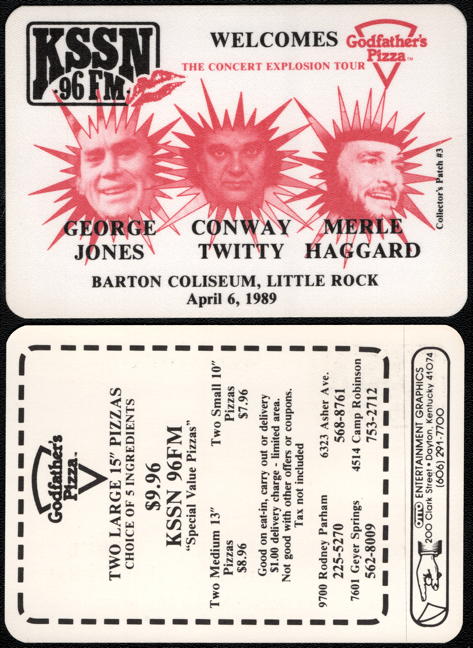 KSSN
96 FM
WELCOMES
Godfather's
Pizza™
THE CONCERT EXPLOSION TOUR
Collector's Patch #3
GEORGE
JONES
CONWAY
TWITTY
MERLE
HAGGARD
BARTON COLISEUM, LITTLE ROCK
April 6, 1989
Godfather's
Pizza™
TWO LARGE 15" PIZZAS
CHOICE OF 5 INGREDIENTS
$9.96
KSSN 96FM
"Special Value Pizzas"
Two Medium 13"
Pizzas
$8.96
Two Small 10"
Pizzas
$7.96
Good on eat-in, carry out or delivery
$1.00 delivery charge - limited area.
Not good with other offers or coupons.
Tax not included
9700 Rodney Parham
225-5270
6323 Asher Ave.
568-8761
7601 Geyer Springs
562-8009
4514 Camp Robinson
753-2712
ENTERTAINMENT GRAPHICS
200 Clark Street • Dayton, Kentucky 41074
(606) 291-7700